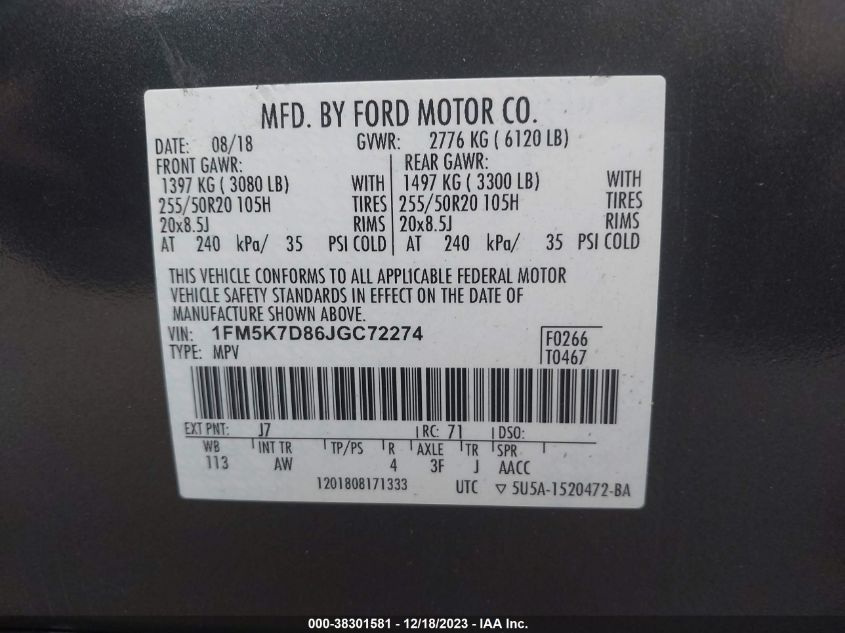 MFD. BY FORD MOTOR CO.
DATE: 08/18 GVWR: 2776 KG ( 6120 LB)
FRONT GAWR: REAR GAWR:
1397 KG ( 3080 LB) WITH 1497 KG ( 3300 LB) WITH
255/50R20 105H TIRES 255/50R20 105H TIRES
20x8.5J RIMS 20x8.5J RIMS
AT 240 kPa/ 35 PSI COLD AT 240 kPa/ 35 PSI COLD
THIS VEHICLE CONFORMS TO ALL APPLICABLE FEDERAL MOTOR
VEHICLE SAFETY STANDARDS IN EFFECT ON THE DATE OF
MANUFACTURE SHOWN ABOVE.
VIN: 1FM5K7D86JGC72274 F0266
TYPE: MPV T0467
EXT PNT: J7 RC: 71 DSO:
WB INT TR TP/PS R AXLE TR SPR
113 AW 4 3F J AACC
1201808171333 UTC ▽ 5U5A-1520472-BA
000-38301581 - 12/18/2023 - IAA Inc.